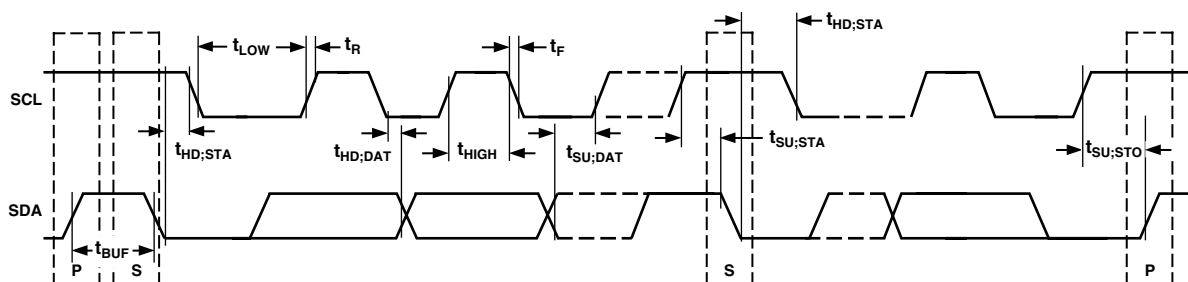 tHD;STA
tLOW
tR
tF
SCL
tHD;STA
tHD;DAT
tHIGH
tSU;DAT
tSU;STA
tSU;STO
SDA
tBUF
P
S
S
P